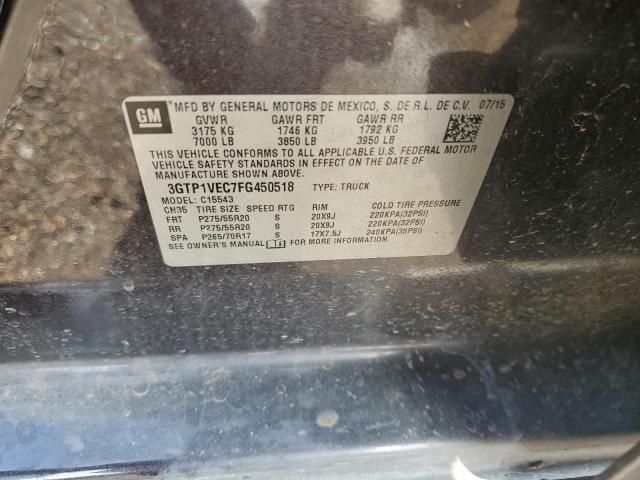 GM
MFD BY GENERAL MOTORS DE MEXICO, S. DE R.L. DE C.V. 07/15
GVWR GAWR FRT GAWR RR
3175 KG 1746 KG 1792 KG
7000 LB 3850 LB 3950 LB
THIS VEHICLE CONFORMS TO ALL APPLICABLE U.S. FEDERAL MOTOR
VEHICLE SAFETY STANDARDS IN EFFECT ON THE DATE OF
MANUFACTURE SHOWN ABOVE.
3GTP1VEC7FG450518 TYPE: TRUCK
MODEL: C15543
CN35 TIRE SIZE SPEED RTG RIM COLD TIRE PRESSURE
FRT P275/55R20 S 20X9J 220KPA(32PSI)
RR P275/55R20 S 20X9J 220KPA(32PSI)
SPA P265/70R17 S 17X7.5J 240KPA(35PSI)
SEE OWNER'S MANUAL FOR MORE INFORMATION